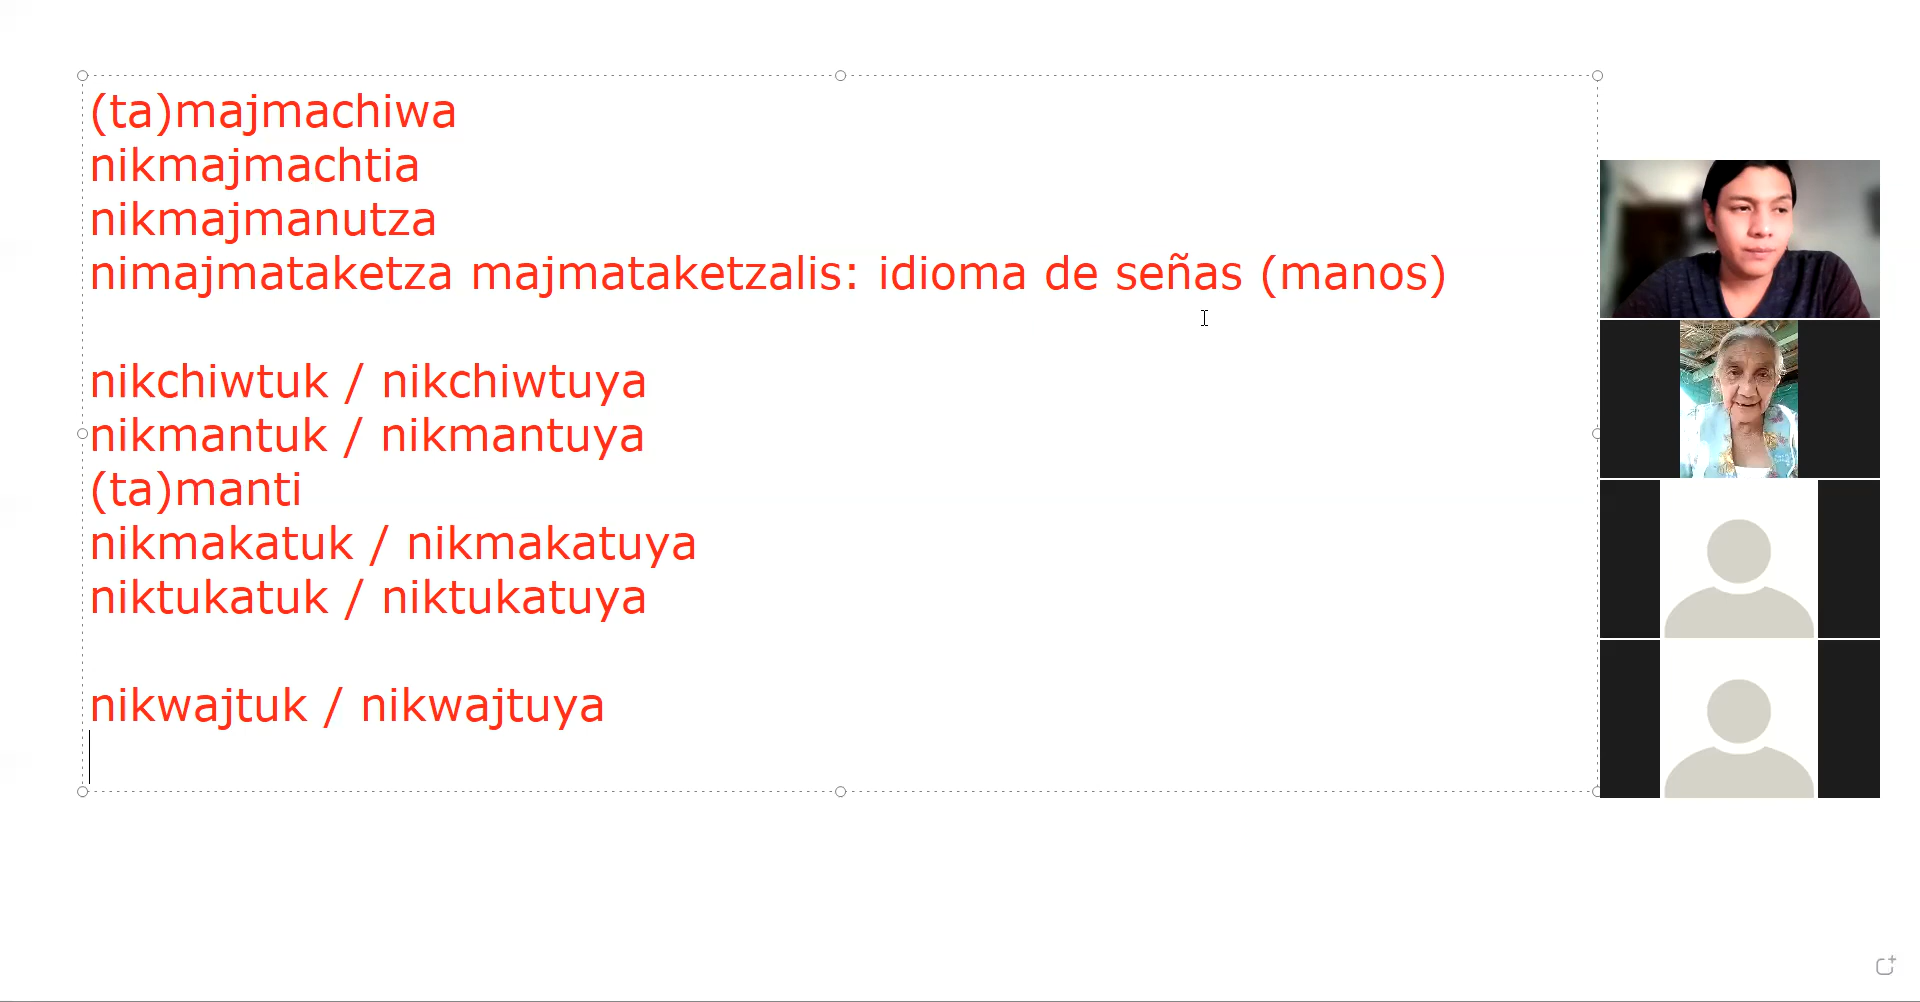 (ta)majmachiwa
nikmajmachtia
nikmajmanutza
nimajmataketza majmataketzalis: idioma de señas (manos)
nikchiwtuk / nikchiwtuya
nikmantuk / nikmantuya
(ta)manti
nikmakatuk / nikmakatuya
niktukatuk / niktukatuya
nikwajtuk / nikwajtuya